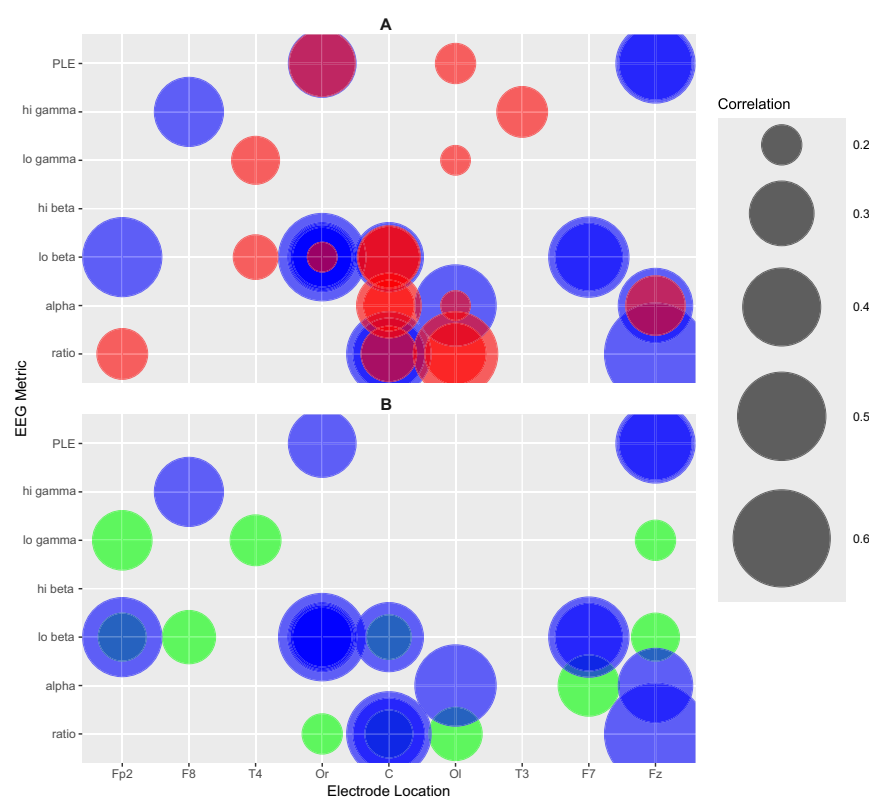 A
PLE
hi gamma
lo gamma
hi beta
lo beta
alpha
ratio
B
PLE
hi gamma
lo gamma
hi beta
lo beta
alpha
ratio
EEG Metric
Fp2 F8 T4 Or C Ol T3 F7 Fz
Electrode Location
Correlation
0.2
0.3
0.4
0.5
0.6